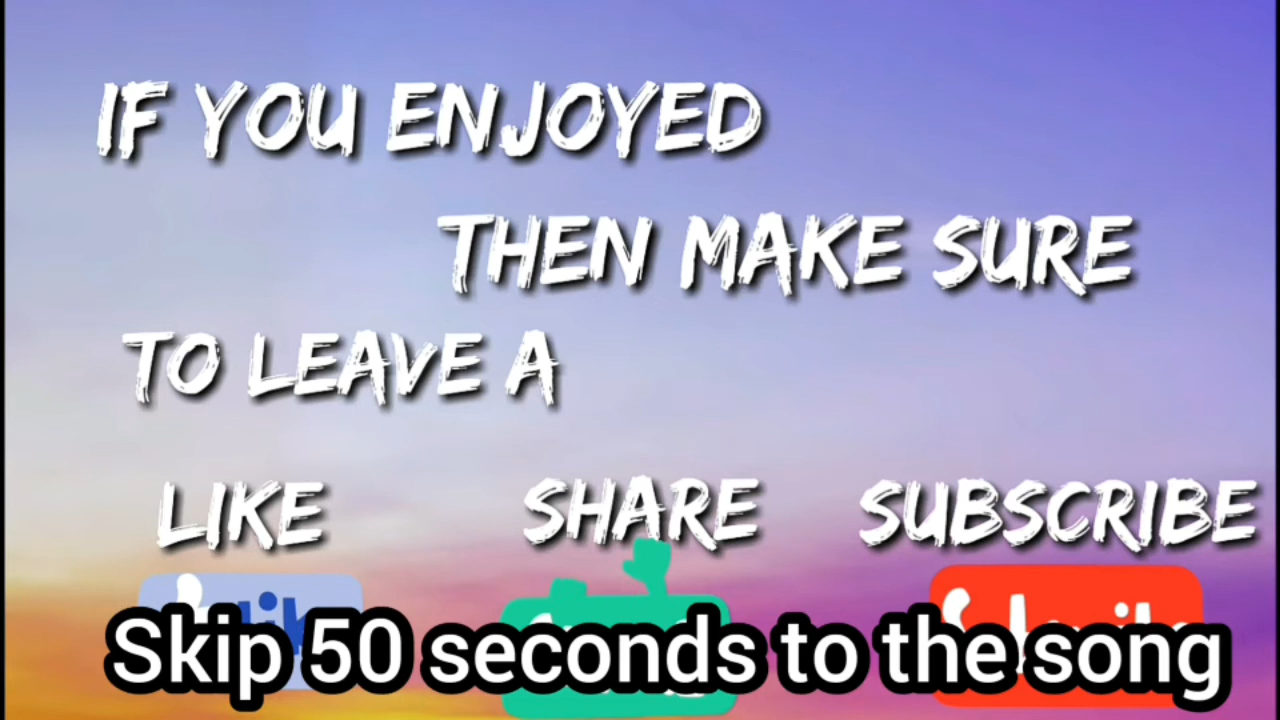 IF YOU ENJOYED
THEN MAKE SURE
TO LEAVE A
LIKE SHARE SUBSCRIBE
Skip 50 seconds to the song